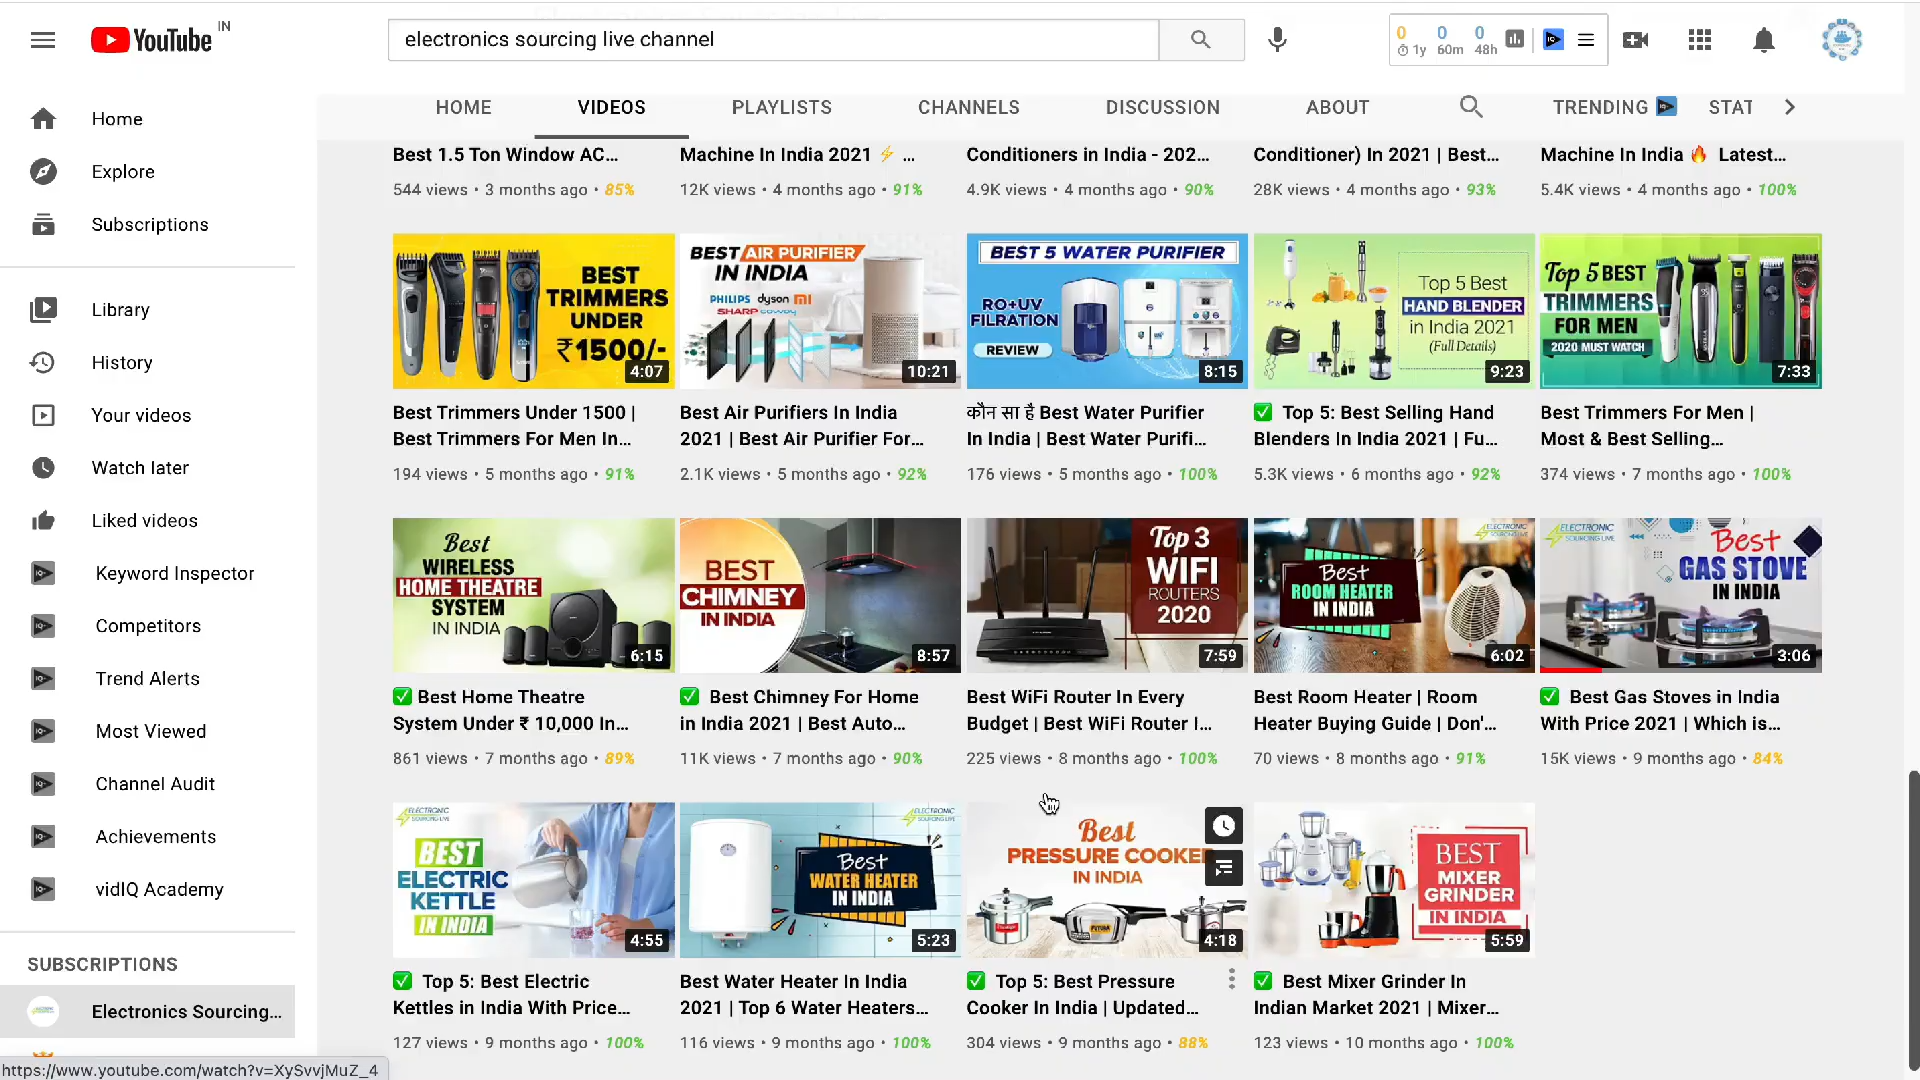 YouTube IN
electronics sourcing live channel
0 0 0
1y 60m 48h
Home
Explore
Subscriptions
Library
History
Your videos
Watch later
Liked videos
Keyword Inspector
Competitors
Trend Alerts
Most Viewed
Channel Audit
Achievements
vidIQ Academy
SUBSCRIPTIONS
Electronics Sourcing...
https://www.youtube.com/watch?v=XySvvjMuZ_4
HOME VIDEOS PLAYLISTS CHANNELS DISCUSSION ABOUT TRENDING STAT
Best 1.5 Ton Window AC...
544 views • 3 months ago • 85%
Machine In India 2021 ⚡ ...
12K views • 4 months ago • 91%
Conditioners in India - 202...
4.9K views • 4 months ago • 90%
Conditioner) In 2021 | Best...
28K views • 4 months ago • 93%
Machine In India 🔥 Latest...
5.4K views • 4 months ago • 100%
BEST
TRIMMERS
UNDER
₹1500/-
4:07
Best Trimmers Under 1500 |
Best Trimmers For Men In...
194 views • 5 months ago • 91%
BEST AIR PURIFIER
IN INDIA
PHILIPS dyson mi
SHARP coway
10:21
Best Air Purifiers In India
2021 | Best Air Purifier For...
2.1K views • 5 months ago • 92%
BEST 5 WATER PURIFIER
RO+UV
FILRATION
REVIEW
8:15
कौन सा है Best Water Purifier
In India | Best Water Purifi...
176 views • 5 months ago • 100%
Top 5 Best
HAND BLENDER
in India 2021
(Full Details)
9:23
✅ Top 5: Best Selling Hand
Blenders In India 2021 | Fu...
5.3K views • 6 months ago • 92%
Top 5 BEST
TRIMMERS
FOR MEN
2020 MUST WATCH
7:33
Best Trimmers For Men |
Most & Best Selling...
374 views • 7 months ago • 100%
Best
WIRELESS
HOME THEATRE
SYSTEM
IN INDIA
6:15
✅ Best Home Theatre
System Under ₹ 10,000 In...
861 views • 7 months ago • 89%
BEST
CHIMNEY
IN INDIA
8:57
✅ Best Chimney For Home
in India 2021 | Best Auto...
11K views • 7 months ago • 90%
Top 3
WIFI
ROUTERS
2020
7:59
Best WiFi Router In Every
Budget | Best WiFi Router I...
225 views • 8 months ago • 100%
ELECTRONIC
SOURCING LIVE
Best
ROOM HEATER
IN INDIA
6:02
Best Room Heater | Room
Heater Buying Guide | Don'...
70 views • 8 months ago • 91%
ELECTRONIC
SOURCING LIVE
Best
GAS STOVE
IN INDIA
3:06
✅ Best Gas Stoves in India
With Price 2021 | Which is...
15K views • 9 months ago • 84%
ELECTRONIC
SOURCING LIVE
BEST
ELECTRIC
KETTLE
IN INDIA
4:55
✅ Top 5: Best Electric
Kettles in India With Price...
127 views • 9 months ago • 100%
ELECTRONIC
SOURCING LIVE
Best
WATER HEATER
IN INDIA
5:23
Best Water Heater In India
2021 | Top 6 Water Heaters...
116 views • 9 months ago • 100%
Best
PRESSURE COOKER
IN INDIA
4:18
✅ Top 5: Best Pressure
Cooker In India | Updated...
304 views • 9 months ago • 88%
BEST
MIXER
GRINDER
IN INDIA
5:59
✅ Best Mixer Grinder In
Indian Market 2021 | Mixer...
123 views • 10 months ago • 100%